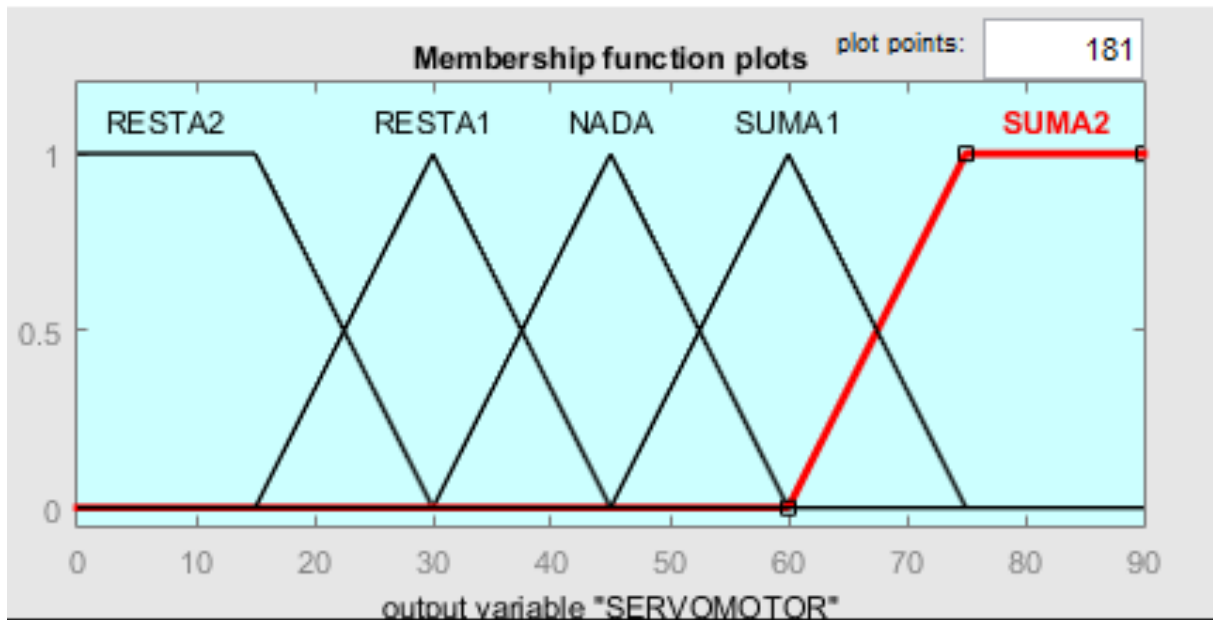 Membership function plots
plot points: 181
RESTA2 RESTA1 NADA SUMA1 SUMA2
1
0.5
0
0 10 20 30 40 50 60 70 80 90
output variable "SERVOMOTOR"